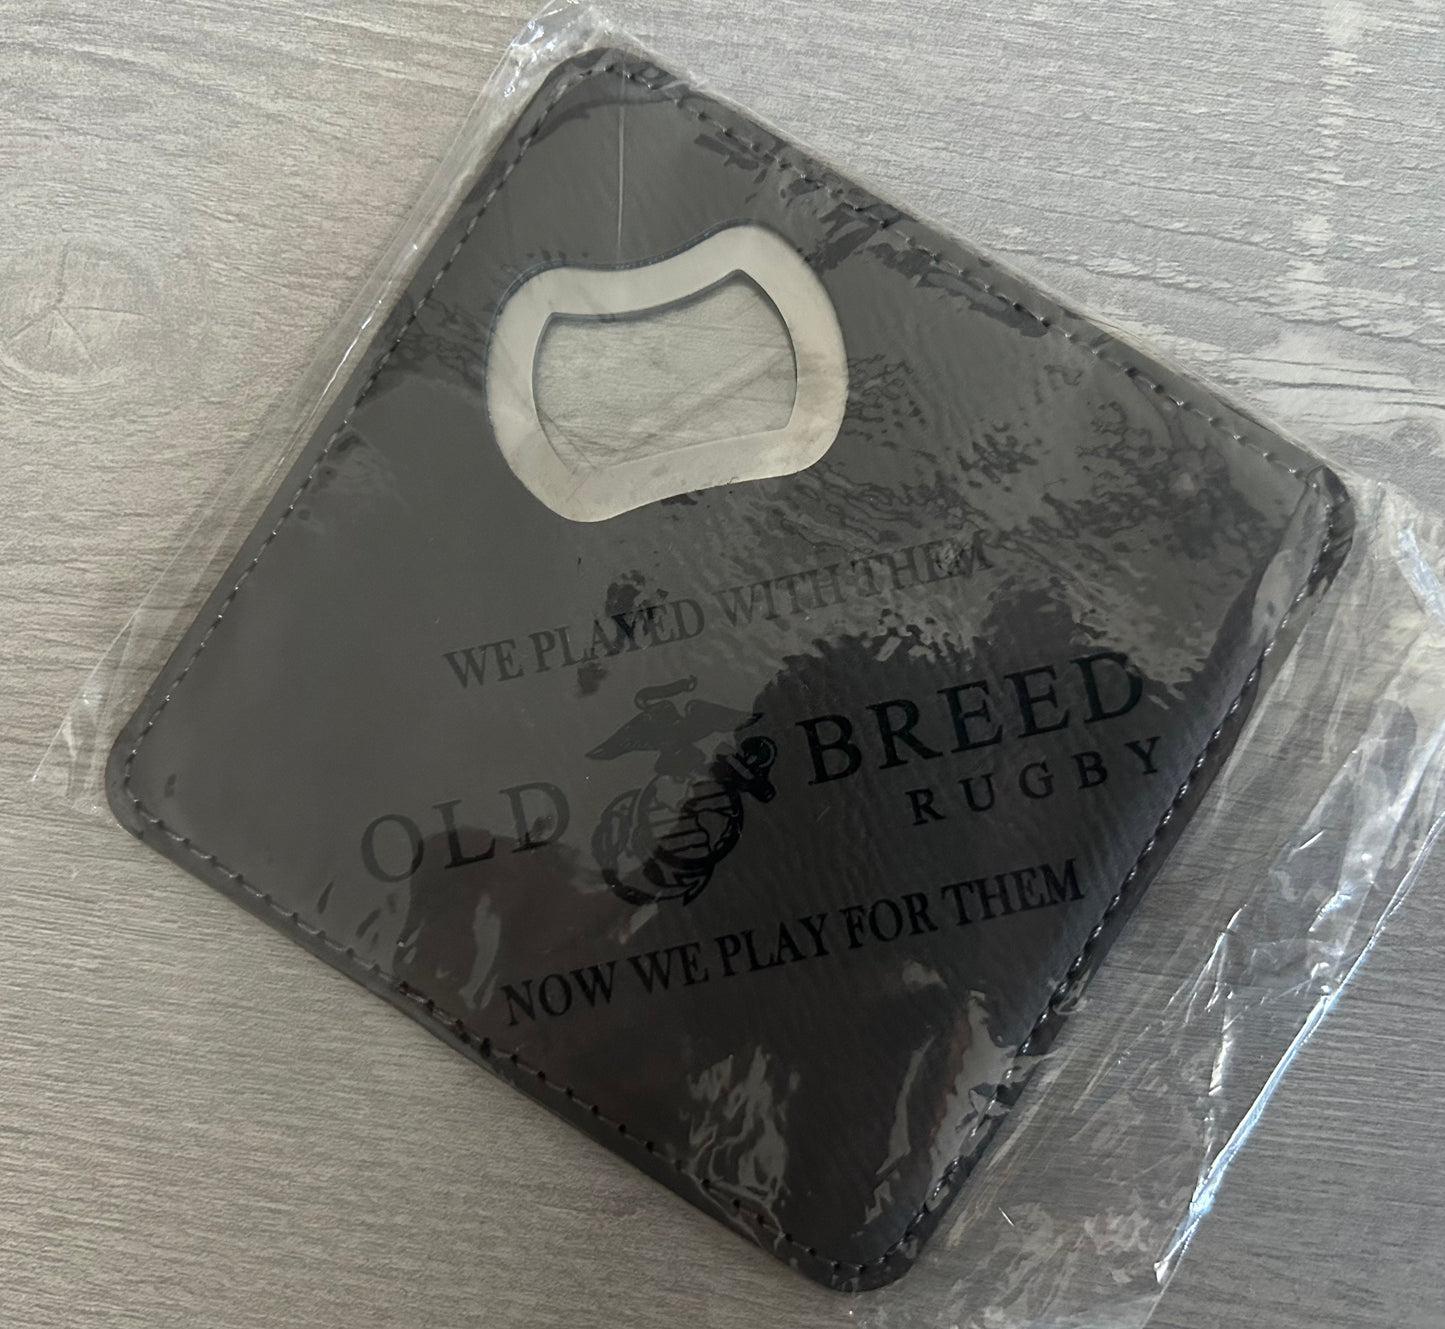 WE PLAYED WITH THEM
OLD BREED
RUGBY
NOW WE PLAY FOR THEM